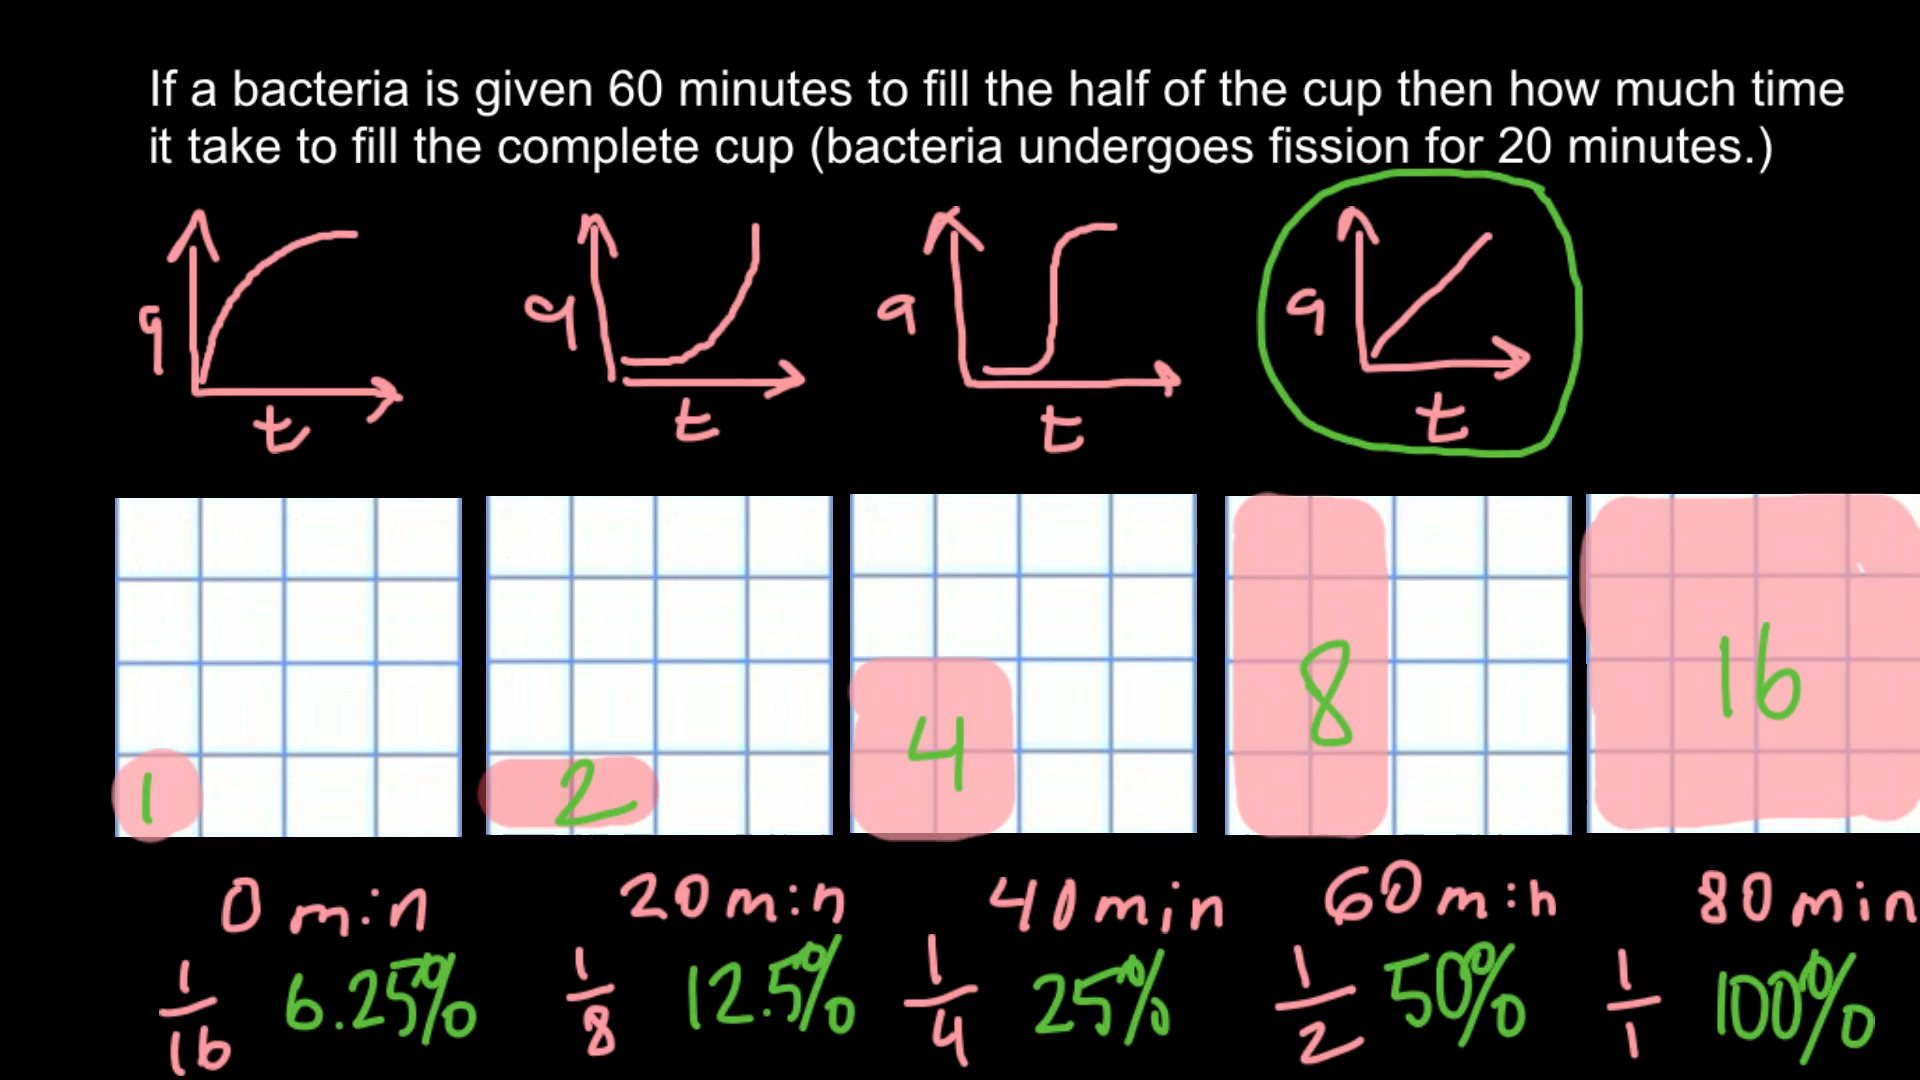 If a bacteria is given 60 minutes to fill the half of the cup then how much time
it take to fill the complete cup (bacteria undergoes fission for 20 minutes.)
q q q q
t t t t
1 2 4 8 16
0 min 20 min 40 min 60 min 80 min
1/16 6.25% 1/8 12.5% 1/4 25% 1/2 50% 1/1 100%